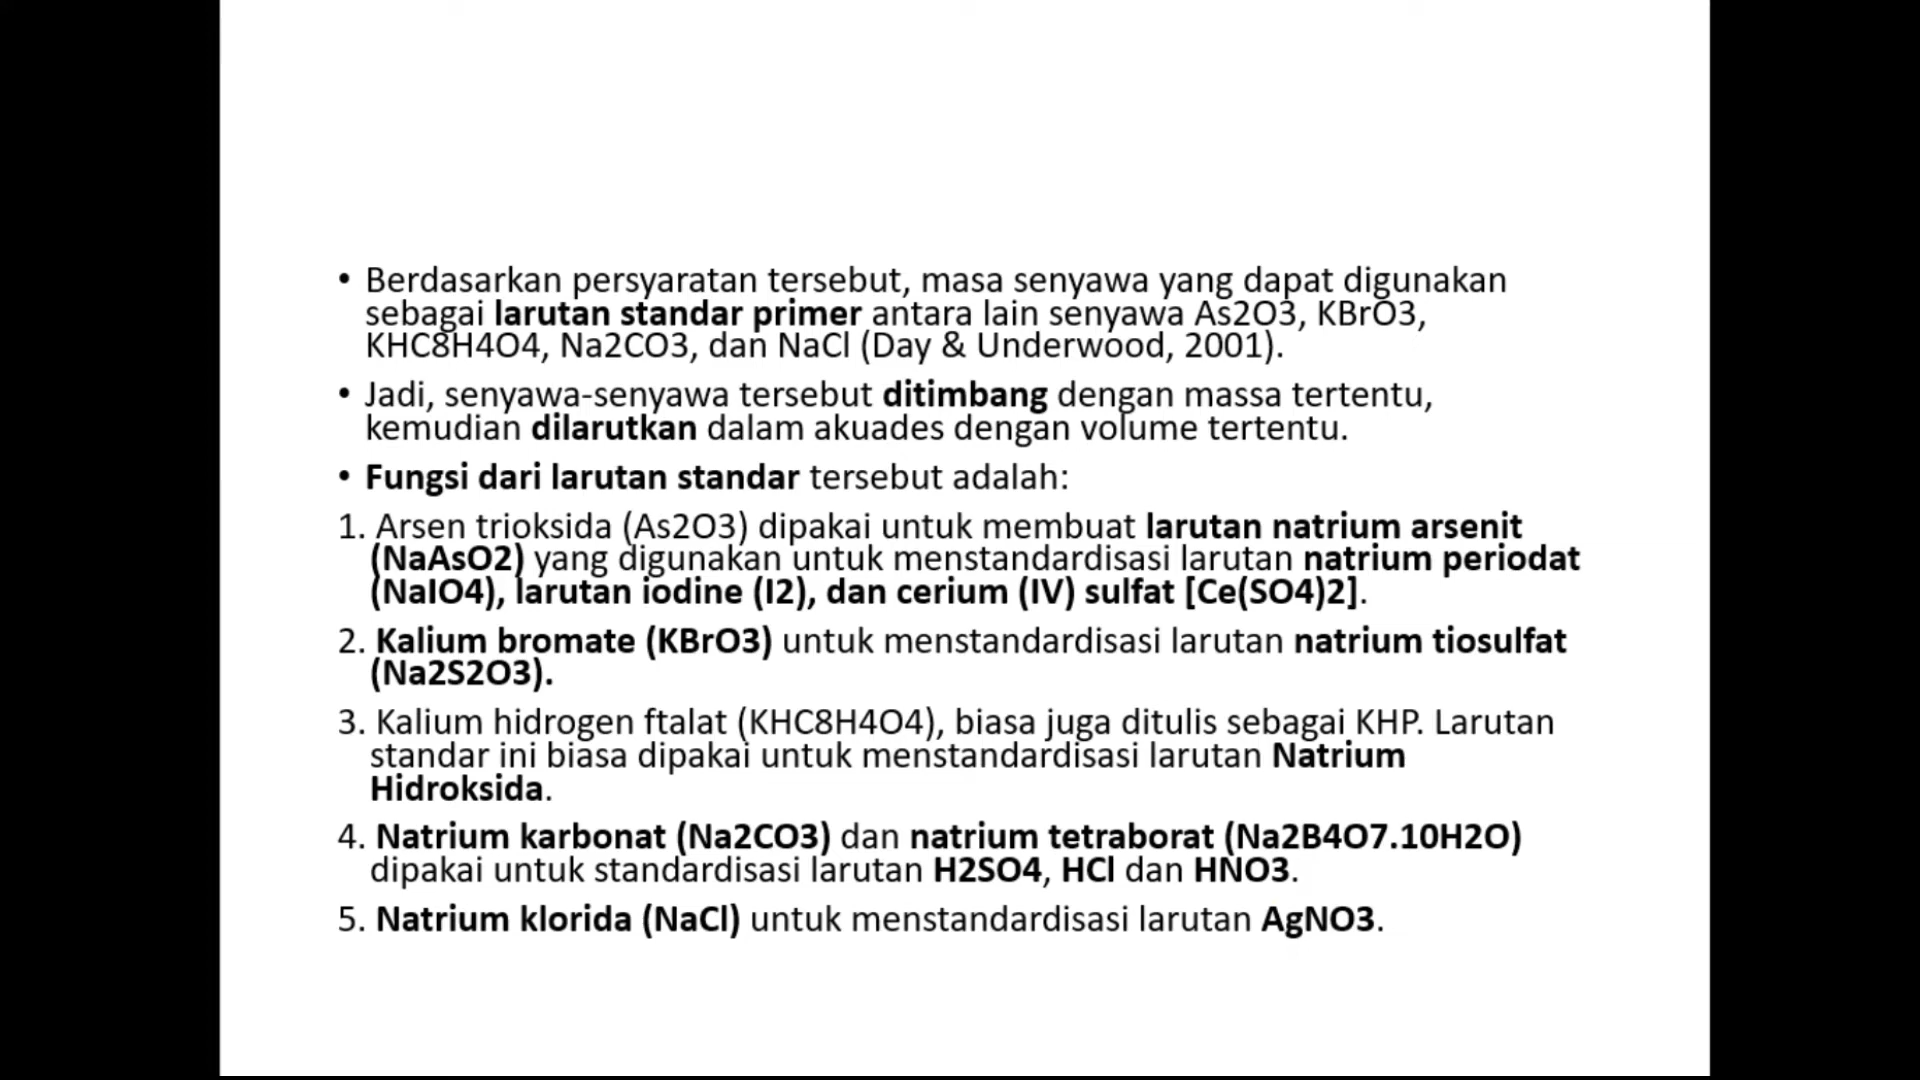 • Berdasarkan persyaratan tersebut, masa senyawa yang dapat digunakan
sebagai larutan standar primer antara lain senyawa As2O3, KBrO3,
KHC8H4O4, Na2CO3, dan NaCl (Day & Underwood, 2001).
• Jadi, senyawa-senyawa tersebut ditimbang dengan massa tertentu,
kemudian dilarutkan dalam akuades dengan volume tertentu.
• Fungsi dari larutan standar tersebut adalah:
1. Arsen trioksida (As2O3) dipakai untuk membuat larutan natrium arsenit
(NaAsO2) yang digunakan untuk menstandardisasi larutan natrium periodat
(NaIO4), larutan iodine (I2), dan cerium (IV) sulfat [Ce(SO4)2].
2. Kalium bromate (KBrO3) untuk menstandardisasi larutan natrium tiosulfat
(Na2S2O3).
3. Kalium hidrogen ftalat (KHC8H4O4), biasa juga ditulis sebagai KHP. Larutan
standar ini biasa dipakai untuk menstandardisasi larutan Natrium
Hidroksida.
4. Natrium karbonat (Na2CO3) dan natrium tetraborat (Na2B4O7.10H2O)
dipakai untuk standardisasi larutan H2SO4, HCl dan HNO3.
5. Natrium klorida (NaCl) untuk menstandardisasi larutan AgNO3.